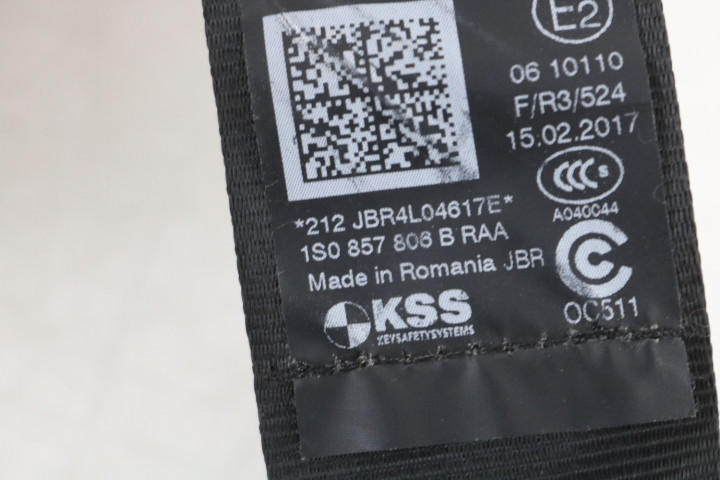 E2
06 10110
F/R3/524
15.02.2017
CCC S
A040044
*212 JBR4L04617E*
1S0 857 806 B RAA
Made in Romania JBR
C
OC511
KSS
KEYSAFETYSYSTEMS